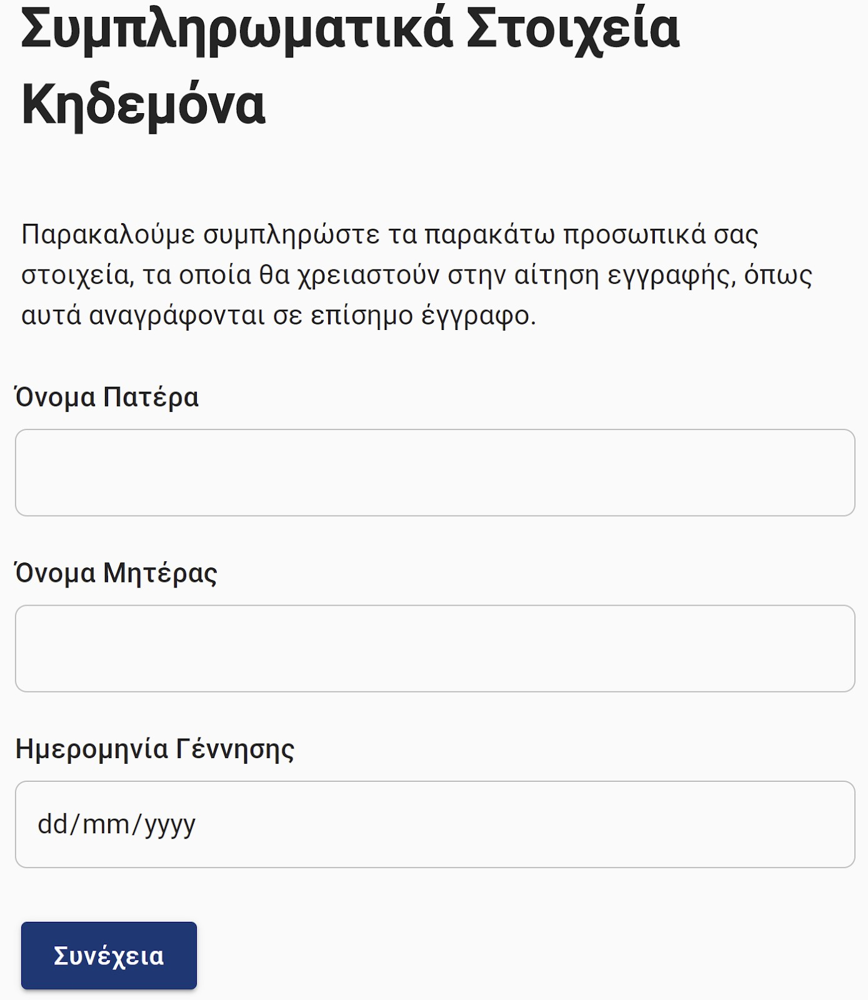 Συμπληρωματικά Στοιχεία
Κηδεμόνα
Παρακαλούμε συμπληρώστε τα παρακάτω προσωπικά σας
στοιχεία, τα οποία θα χρειαστούν στην αίτηση εγγραφής, όπως
αυτά αναγράφονται σε επίσημο έγγραφο.
Όνομα Πατέρα
Όνομα Μητέρας
Ημερομηνία Γέννησης
dd/mm/yyyy
Συνέχεια